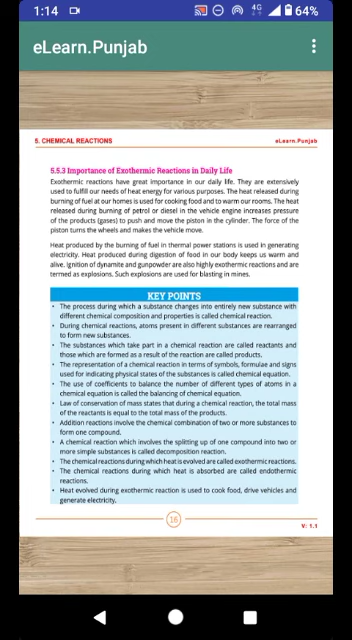 1:14
4G
64%
eLearn.Punjab
5. CHEMICAL REACTIONS
eLearn.Punjab
5.5.3 Importance of Exothermic Reactions in Daily Life
Exothermic reactions have great importance in our daily life. They are extensively
used to fulfill our needs of heat energy for various purposes. The heat released during
burning of fuel at our homes is used for cooking food and to warm our rooms. The heat
released during burning of petrol or diesel in the vehicle engine increases pressure
of the products (gases) to push and move the piston in the cylinder. The force of the
piston turns the wheels and makes the vehicle move.
Heat produced by the burning of fuel in thermal power stations is used in generating
electricity. Heat produced during digestion of food in our body keeps us warm and
alive. Ignition of dynamite and gunpowder are also highly exothermic reactions and are
termed as explosions. Such explosions are used for blasting in mines.
KEY POINTS
• The process during which a substance changes into entirely new substance with
different chemical composition and properties is called chemical reaction.
• During chemical reactions, atoms present in different substances are rearranged
to form new substances.
• The substances which take part in a chemical reaction are called reactants and
those which are formed as a result of the reaction are called products.
• The representation of a chemical reaction in terms of symbols, formulae and signs
used for indicating physical states of the substances is called chemical equation.
• The use of coefficients to balance the number of different types of atoms in a
chemical equation is called the balancing of chemical equation.
• Law of conservation of mass states that during a chemical reaction, the total mass
of the reactants is equal to the total mass of the products.
• Addition reactions involve the chemical combination of two or more substances to
form one compound.
• A chemical reaction which involves the splitting up of one compound into two or
more simple substances is called decomposition reaction.
• The chemical reactions during which heat is evolved are called exothermic reactions.
• The chemical reactions during which heat is absorbed are called endothermic
reactions.
• Heat evolved during exothermic reaction is used to cook food, drive vehicles and
generate electricity.
16
V: 1.1